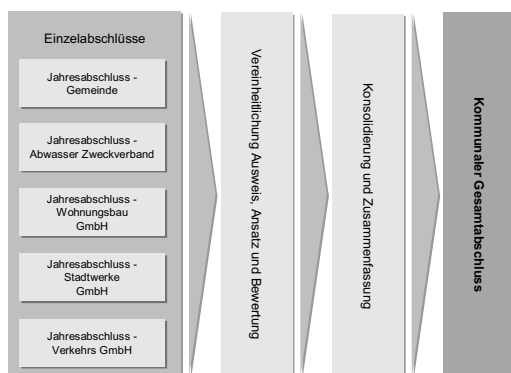 Einzelabschlüsse
Jahresabschluss -
Gemeinde
Jahresabschluss -
Abwasser Zweckverband
Jahresabschluss -
Wohnungsbau
GmbH
Jahresabschluss -
Stadtwerke
GmbH
Jahresabschluss -
Verkehrs GmbH
Vereinheitlichung Ausweis, Ansatz und Bewertung
Konsolidierung und Zusammenfassung
Kommunaler Gesamtabschluss